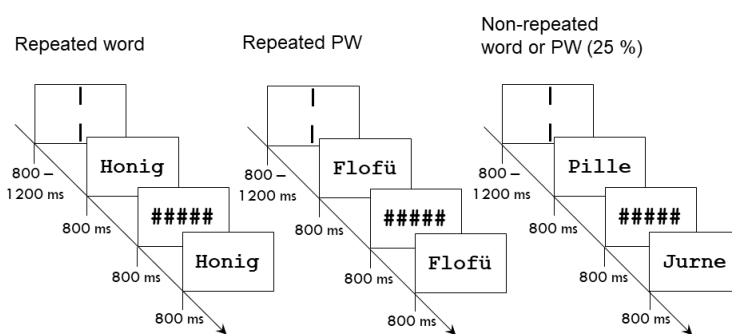 Repeated word
Honig
#####
Honig
800 –
1200 ms
800 ms
800 ms
800 ms
Repeated PW
Flofü
#####
Flofü
800 –
1200 ms
800 ms
800 ms
800 ms
Non-repeated
word or PW (25 %)
Pille
#####
Jurne
800 –
1200 ms
800 ms
800 ms
800 ms